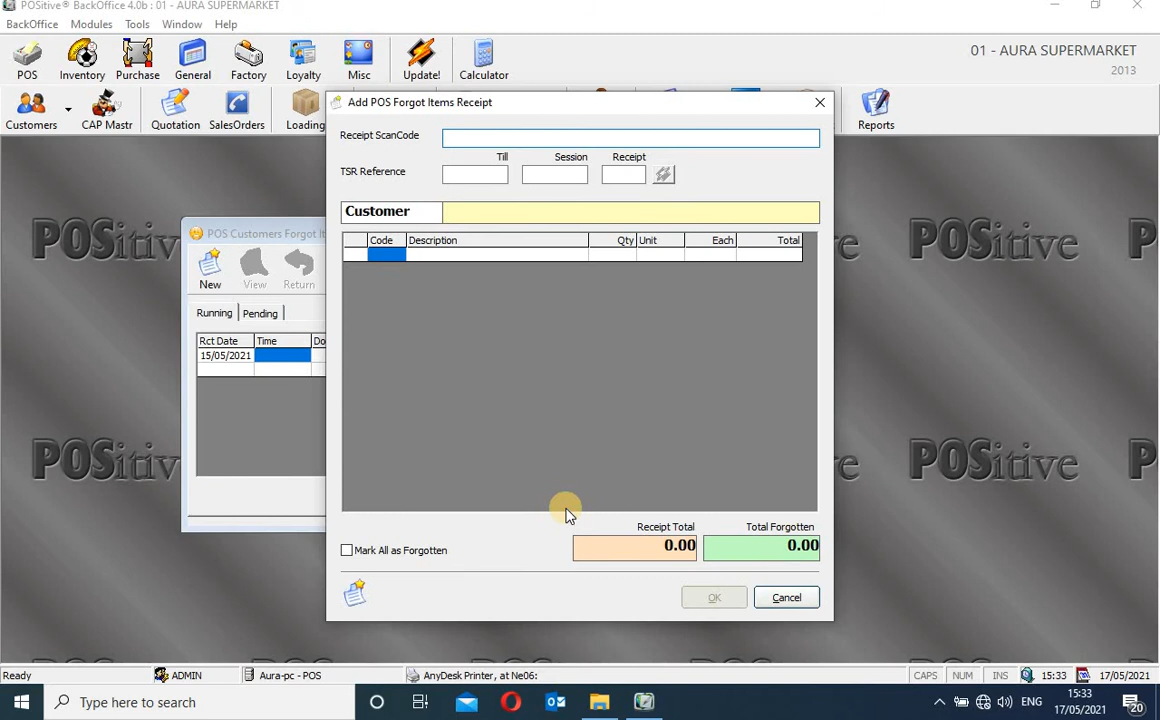 POSitive® BackOffice 4.0b : 01 - AURA SUPERMARKET
BackOffice Modules Tools Window Help
POS Inventory Purchase General Factory Loyalty Misc Update! Calculator
01 - AURA SUPERMARKET
2013
Customers CAP Mastr Quotation SalesOrders Loading Reports
Add POS Forgot Items Receipt
Receipt ScanCode
Till Session Receipt
TSR Reference
Customer
Code Description Qty Unit Each Total
POS Customers Forgot It
New View Return
Running Pending
Rct Date Time Do
15/05/2021
Receipt Total Total Forgotten
Mark All as Forgotten 0.00 0.00
OK Cancel
POSitive
POSitive
Ready ADMIN Aura-pc - POS AnyDesk Printer, at Ne06: CAPS NUM INS 15:33 17/05/2021
Type here to search ENG 15:33 17/05/2021 20